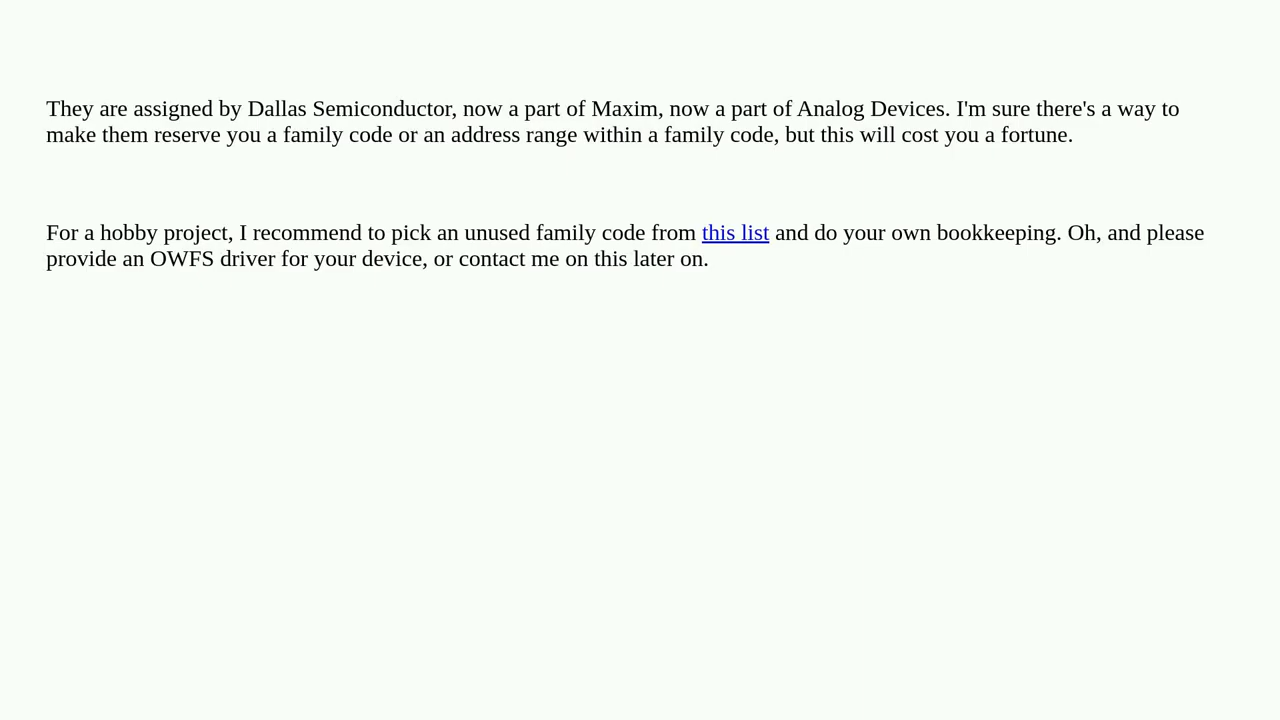 They are assigned by Dallas Semiconductor, now a part of Maxim, now a part of Analog Devices. I'm sure there's a way to
make them reserve you a family code or an address range within a family code, but this will cost you a fortune.
For a hobby project, I recommend to pick an unused family code from this list and do your own bookkeeping. Oh, and please
provide an OWFS driver for your device, or contact me on this later on.